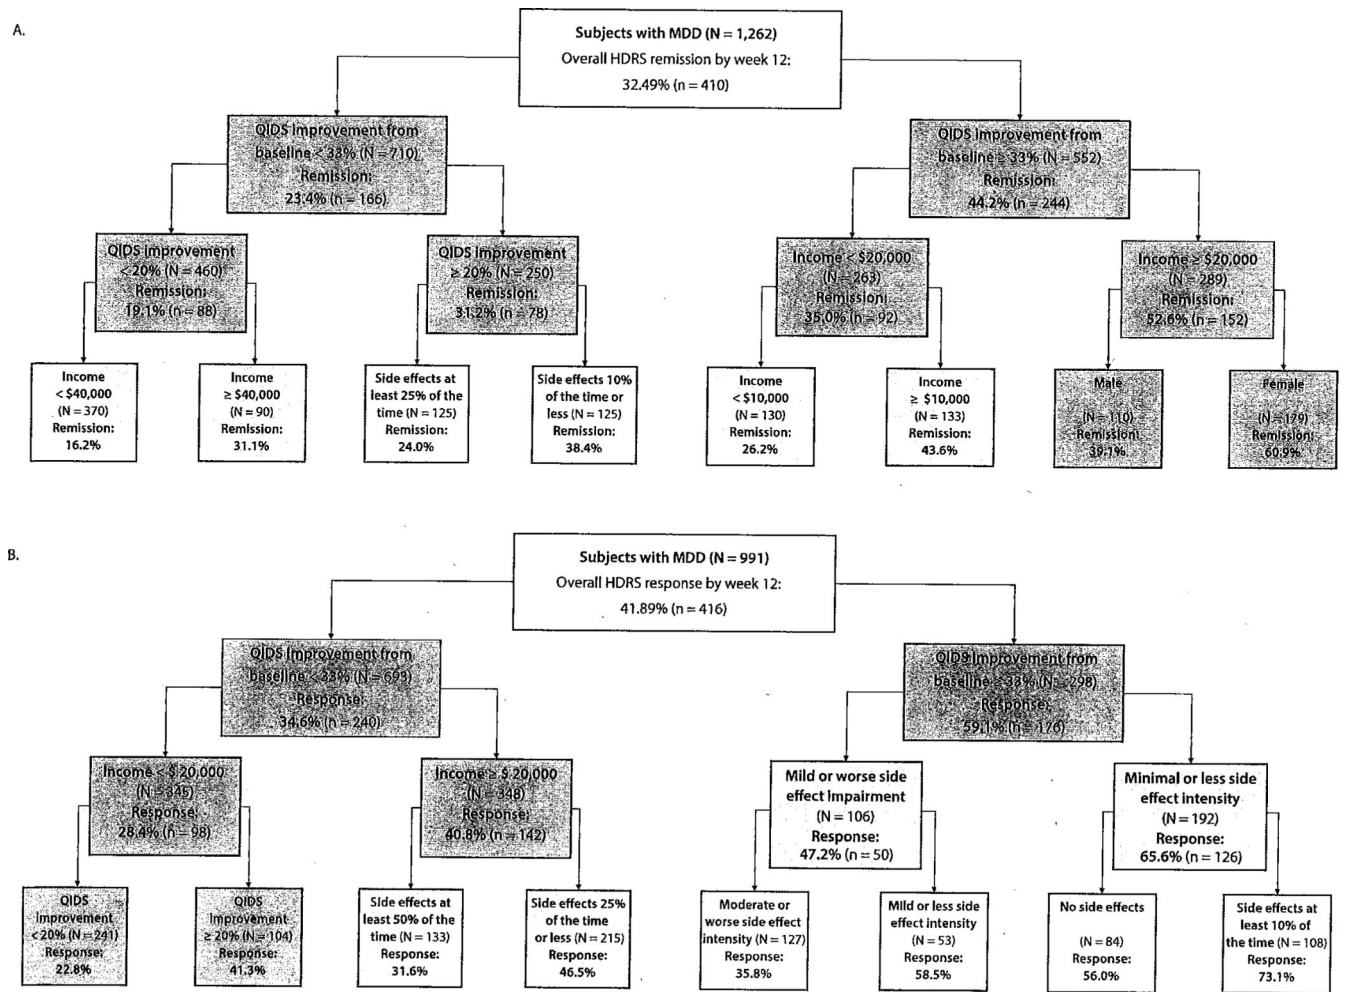 A.
Subjects with MDD (N = 1,262)
Overall HDRS remission by week 12:
32.49% (n = 410)
QIDS Improvement from
baseline < 33% (N = 710)
Remission:
23.4% (n = 166)
QIDS Improvement from
baseline ≥ 33% (N = 552)
Remission:
44.2% (n = 244)
QIDS Improvement
< 20% (N = 460)
Remission:
19.1% (n = 88)
QIDS Improvement
≥ 20% (N = 250)
Remission:
31.2% (n = 78)
Income < $20,000
(N = 263)
Remission:
35.0% (n = 92)
Income ≥ $20,000
(N = 289)
Remission:
52.6% (n = 152)
Income
< $40,000
(N = 370)
Remission:
16.2%
Income
≥ $40,000
(N = 90)
Remission:
31.1%
Side effects at
least 25% of the
time (N = 125)
Remission:
24.0%
Side effects 10%
of the time or
less (N = 125)
Remission:
38.4%
Income
< $10,000
(N = 130)
Remission:
26.2%
Income
≥ $10,000
(N = 133)
Remission:
43.6%
Male
(N = 110)
Remission:
39.1%
Female
(N = 179)
Remission:
60.9%
B.
Subjects with MDD (N = 991)
Overall HDRS response by week 12:
41.89% (n = 416)
QIDS Improvement from
baseline < 33% (N = 693)
Response:
34.6% (n = 240)
QIDS Improvement from
baseline ≥ 33% (N = 298)
Response:
59.1% (n = 176)
Income < $ 20,000
(N = 345)
Response:
28.4% (n = 98)
Income ≥ $ 20,000
(N = 348)
Response:
40.8% (n = 142)
Mild or worse side
effect Impairment
(N = 106)
Response:
47.2% (n = 50)
Minimal or less side
effect intensity
(N = 192)
Response:
65.6% (n = 126)
QIDS
Improvement
< 20% (N = 241)
Response:
22.8%
QIDS
Improvement
≥ 20% (N = 104)
Response:
41.3%
Side effects at
least 50% of the
time (N = 133)
Response:
31.6%
Side effects 25%
of the time
or less (N = 215)
Response:
46.5%
Moderate or
worse side effect
intensity (N = 127)
Response:
35.8%
Mild or less side
effect intensity
(N = 53)
Response:
58.5%
No side effects
(N = 84)
Response:
56.0%
Side effects at
least 10% of
the time (N = 108)
Response:
73.1%